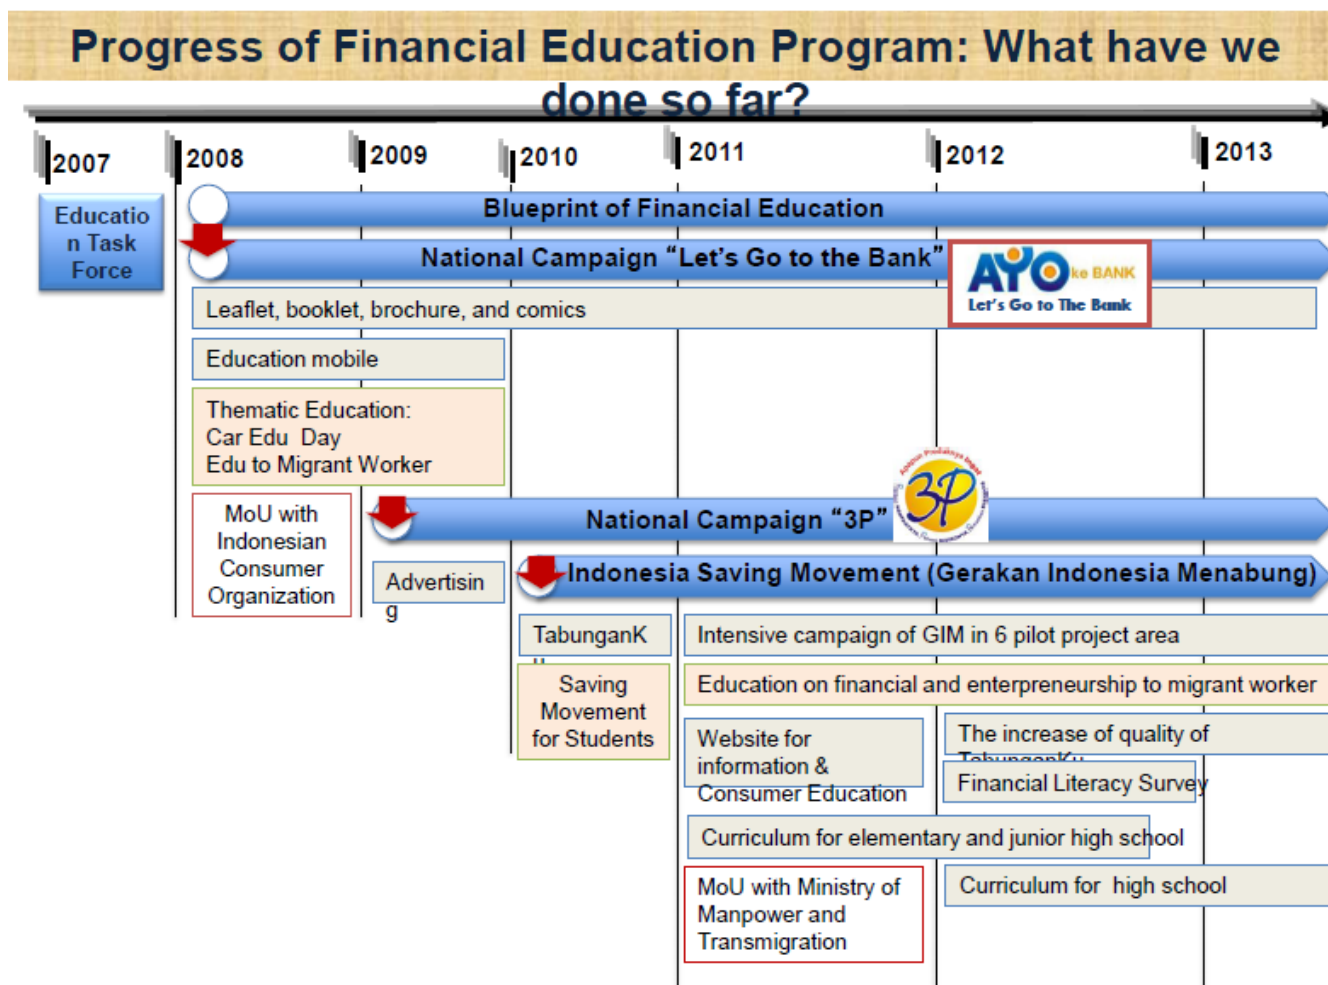 Progress of Financial Education Program: What have we
done so far?
2007
2008
2009
2010
2011
2012
2013
Educatio
n Task
Force
Blueprint of Financial Education
National Campaign “Let’s Go to the Bank”
AYO ke BANK
Let's Go to The Bank
Leaflet, booklet, brochure, and comics
Education mobile
Thematic Education:
Car Edu Day
Edu to Migrant Worker
MoU with
Indonesian
Consumer
Organization
National Campaign “3P”
3P
Advertisin
g
Indonesia Saving Movement (Gerakan Indonesia Menabung)
TabunganK
u
Intensive campaign of GIM in 6 pilot project area
Saving
Movement
for Students
Education on financial and enterpreneurship to migrant worker
Website for
information &
Consumer Education
The increase of quality of
TabunganKu
Financial Literacy Survey
Curriculum for elementary and junior high school
MoU with Ministry of
Manpower and
Transmigration
Curriculum for high school